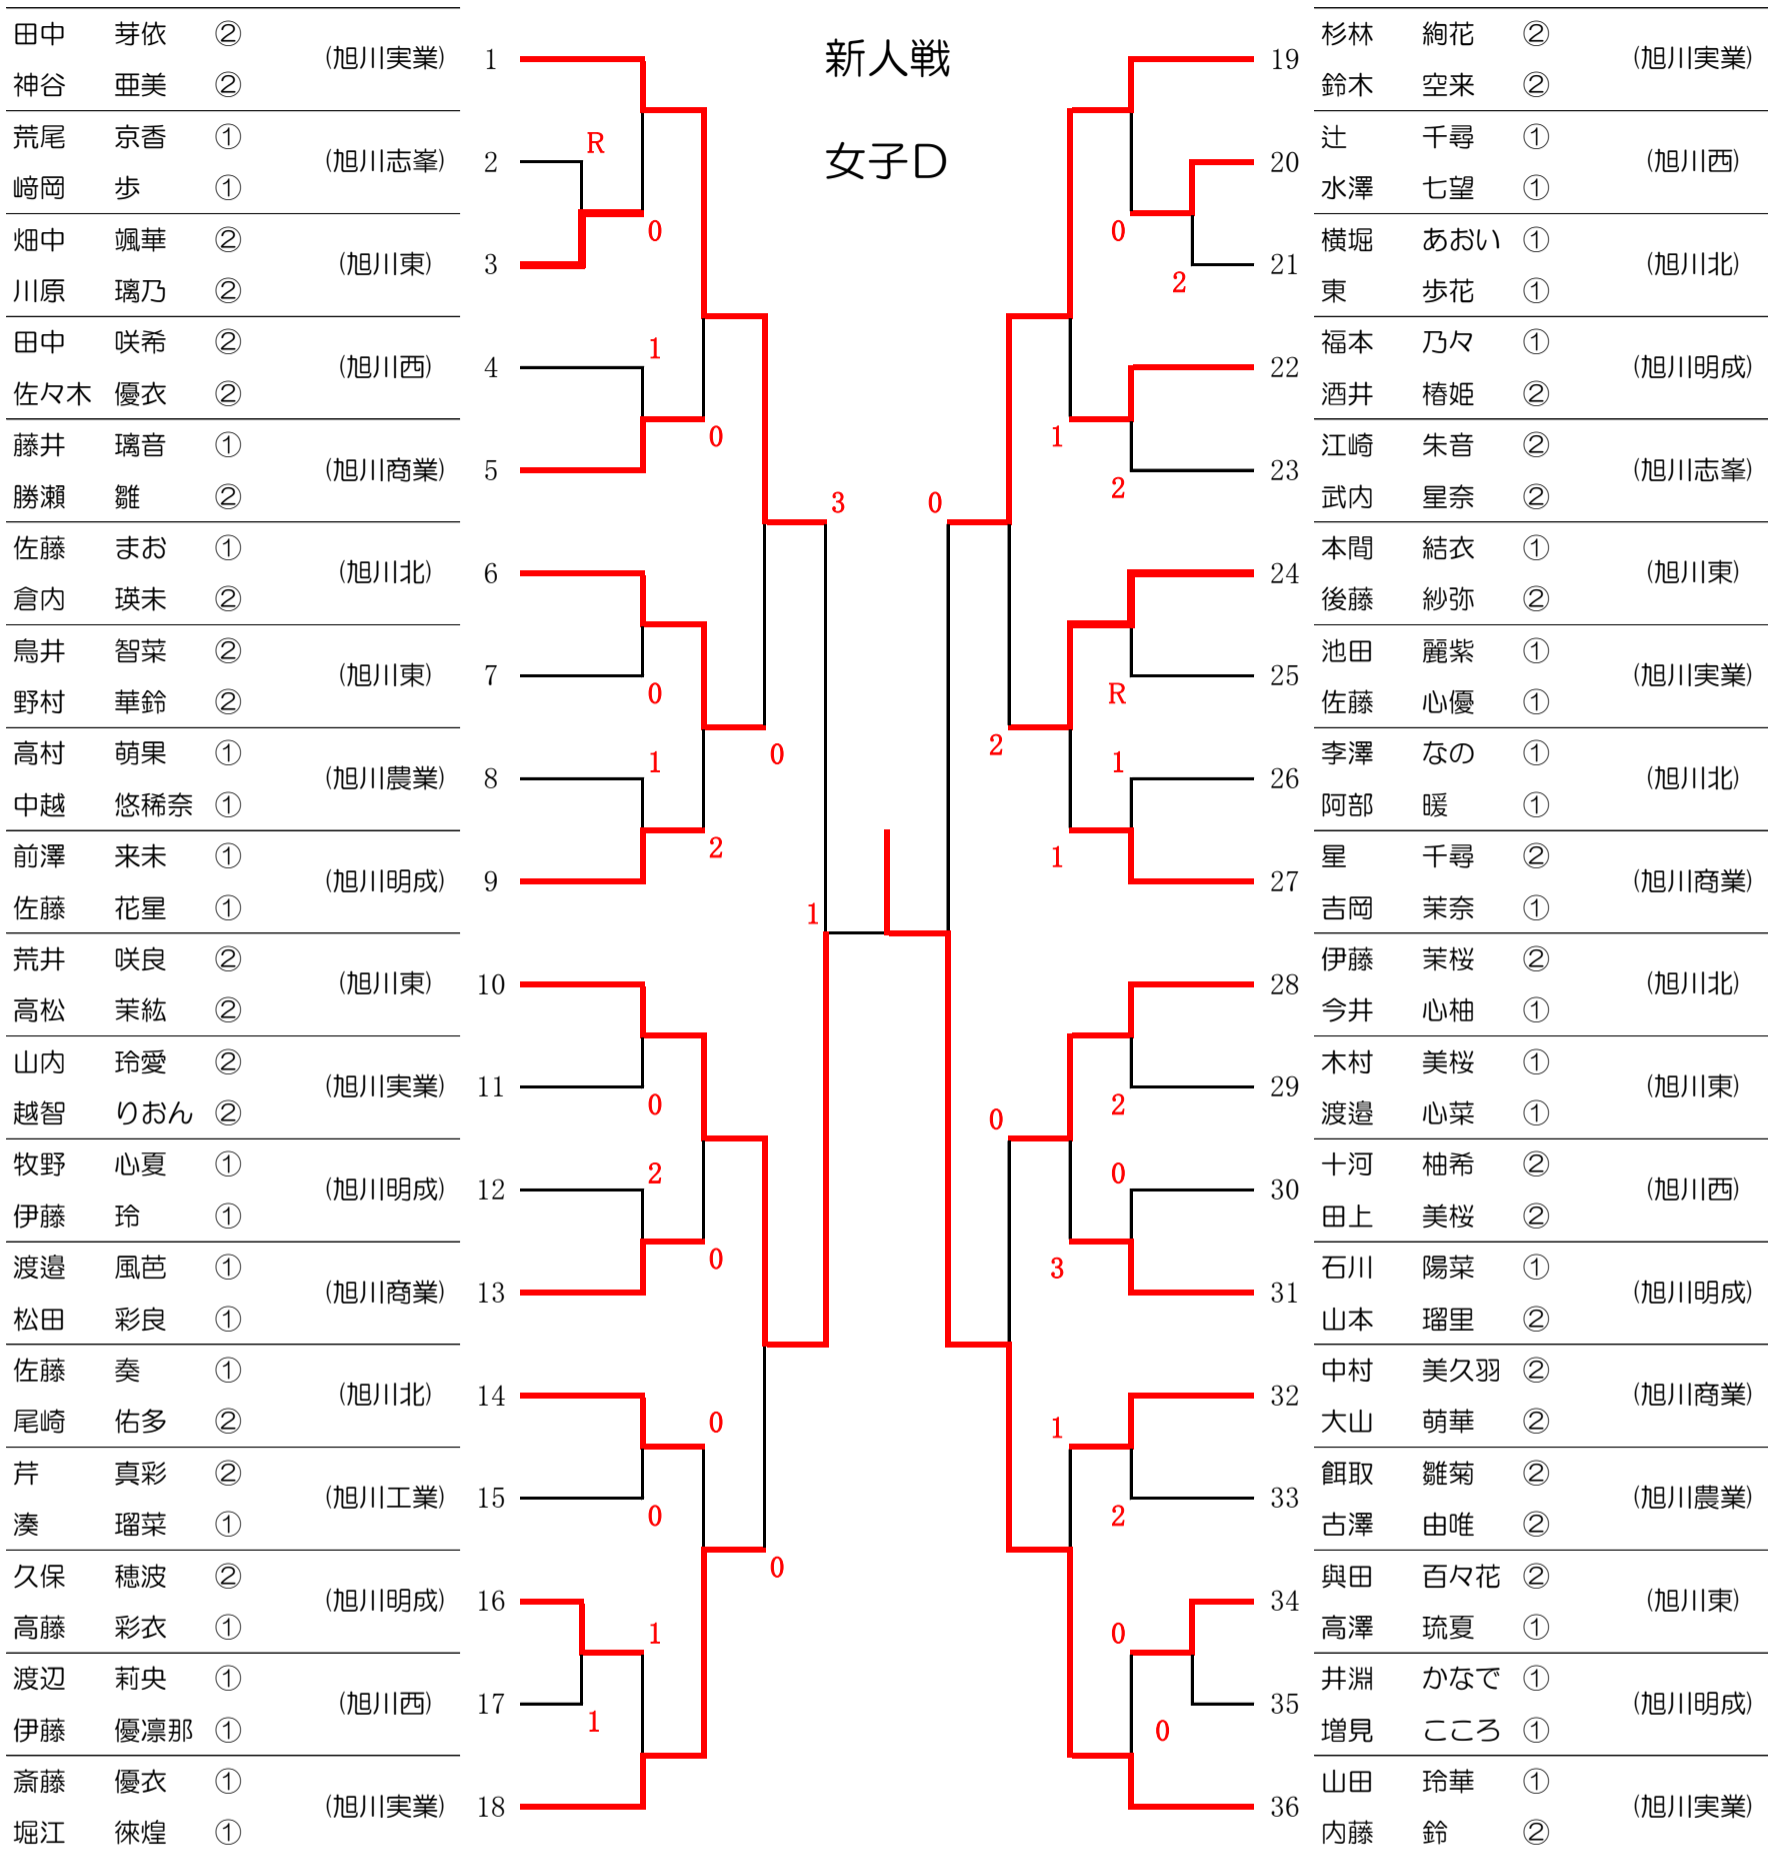 新人戦
女子D
田中 芽依 ②
(旭川実業) 1
神谷 亜美 ②
荒尾 京香 ①
(旭川志峯) 2
﨑岡 歩 ①
畑中 颯華 ②
(旭川東) 3
川原 璃乃 ②
田中 咲希 ②
(旭川西) 4
佐々木 優衣 ②
藤井 璃音 ①
(旭川商業) 5
勝瀬 雛 ②
佐藤 まお ①
(旭川北) 6
倉内 瑛未 ②
鳥井 智菜 ②
(旭川東) 7
野村 華鈴 ②
高村 萌果 ①
(旭川農業) 8
中越 悠稀奈 ①
前澤 来未 ①
(旭川明成) 9
佐藤 花星 ①
荒井 咲良 ②
(旭川東) 10
高松 茉紘 ②
山内 玲愛 ②
(旭川実業) 11
越智 りおん ②
牧野 心夏 ①
(旭川明成) 12
伊藤 玲 ①
渡邉 風芭 ①
(旭川商業) 13
松田 彩良 ①
佐藤 奏 ①
(旭川北) 14
尾崎 佑多 ②
芹 真彩 ②
(旭川工業) 15
湊 瑠菜 ①
久保 穂波 ②
(旭川明成) 16
高藤 彩衣 ①
渡辺 莉央 ①
(旭川西) 17
伊藤 優凛那 ①
斎藤 優衣 ①
(旭川実業) 18
堀江 徠煌 ①
R
0
1
0
3
0
1
0
2
1
0
2
0
0
0
0
1
1
0
0
2
1
2
2
R
1
1
2
0
0
3
1
2
0
0
杉林 絢花 ②
19 (旭川実業)
鈴木 空来 ②
辻 千尋 ①
20 (旭川西)
水澤 七望 ①
横堀 あおい ①
21 (旭川北)
東 歩花 ①
福本 乃々 ①
22 (旭川明成)
酒井 椿姫 ②
江崎 朱音 ②
23 (旭川志峯)
武内 星奈 ②
本間 結衣 ①
24 (旭川東)
後藤 紗弥 ②
池田 麗紫 ①
25 (旭川実業)
佐藤 心優 ①
李澤 なの ①
26 (旭川北)
阿部 暖 ①
星 千尋 ②
27 (旭川商業)
吉岡 茉奈 ①
伊藤 茉桜 ②
28 (旭川北)
今井 心柚 ①
木村 美桜 ①
29 (旭川東)
渡邉 心菜 ①
十河 柚希 ②
30 (旭川西)
田上 美桜 ②
石川 陽菜 ①
31 (旭川明成)
山本 瑠里 ②
中村 美久羽 ②
32 (旭川商業)
大山 萌華 ②
餌取 雛菊 ②
33 (旭川農業)
古澤 由唯 ②
與田 百々花 ②
34 (旭川東)
高澤 琉夏 ①
井淵 かなで ①
35 (旭川明成)
増見 こころ ①
山田 玲華 ①
36 (旭川実業)
内藤 鈴 ②